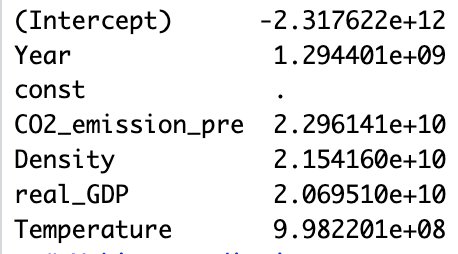 (Intercept) -2.317622e+12
Year 1.294401e+09
const .
CO2_emission_pre 2.296141e+10
Density 2.154160e+10
real_GDP 2.069510e+10
Temperature 9.982201e+08